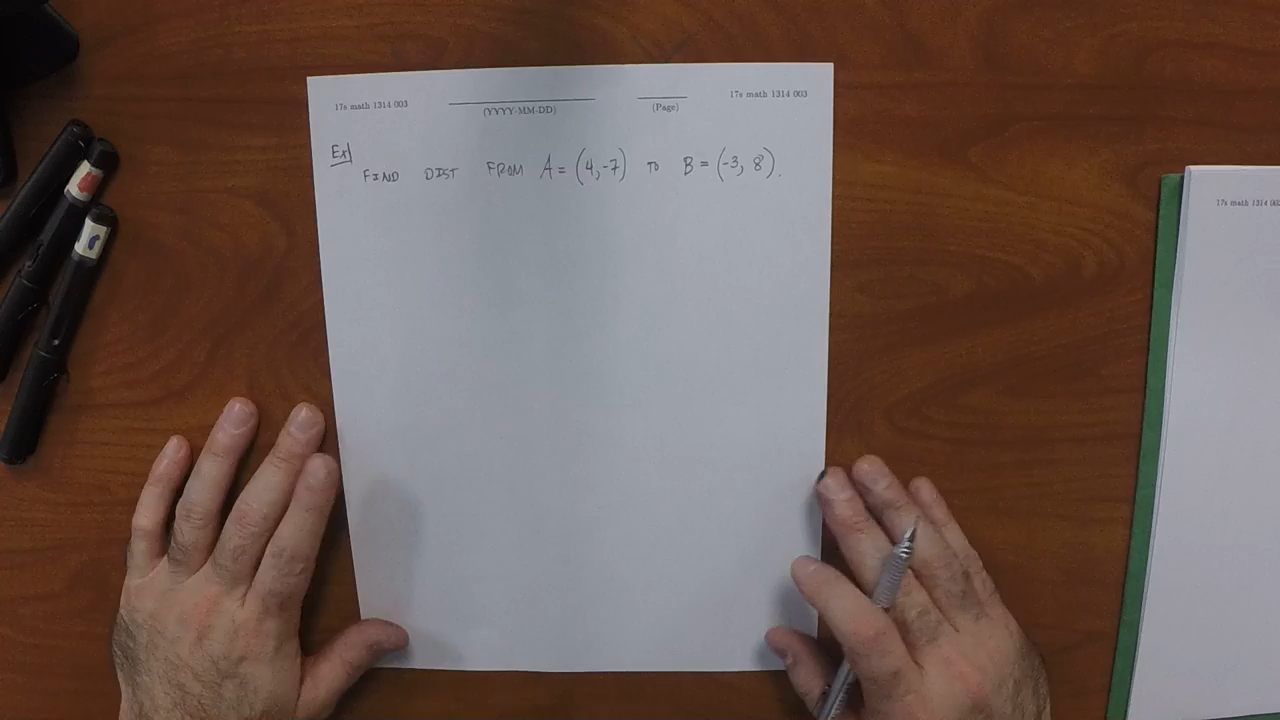 17s math 1314 003 (YYYY-MM-DD) (Page) 17s math 1314 003
Ex)
FIND DIST FROM A = (4,-7) TO B = (-3, 8).
17s math 1314